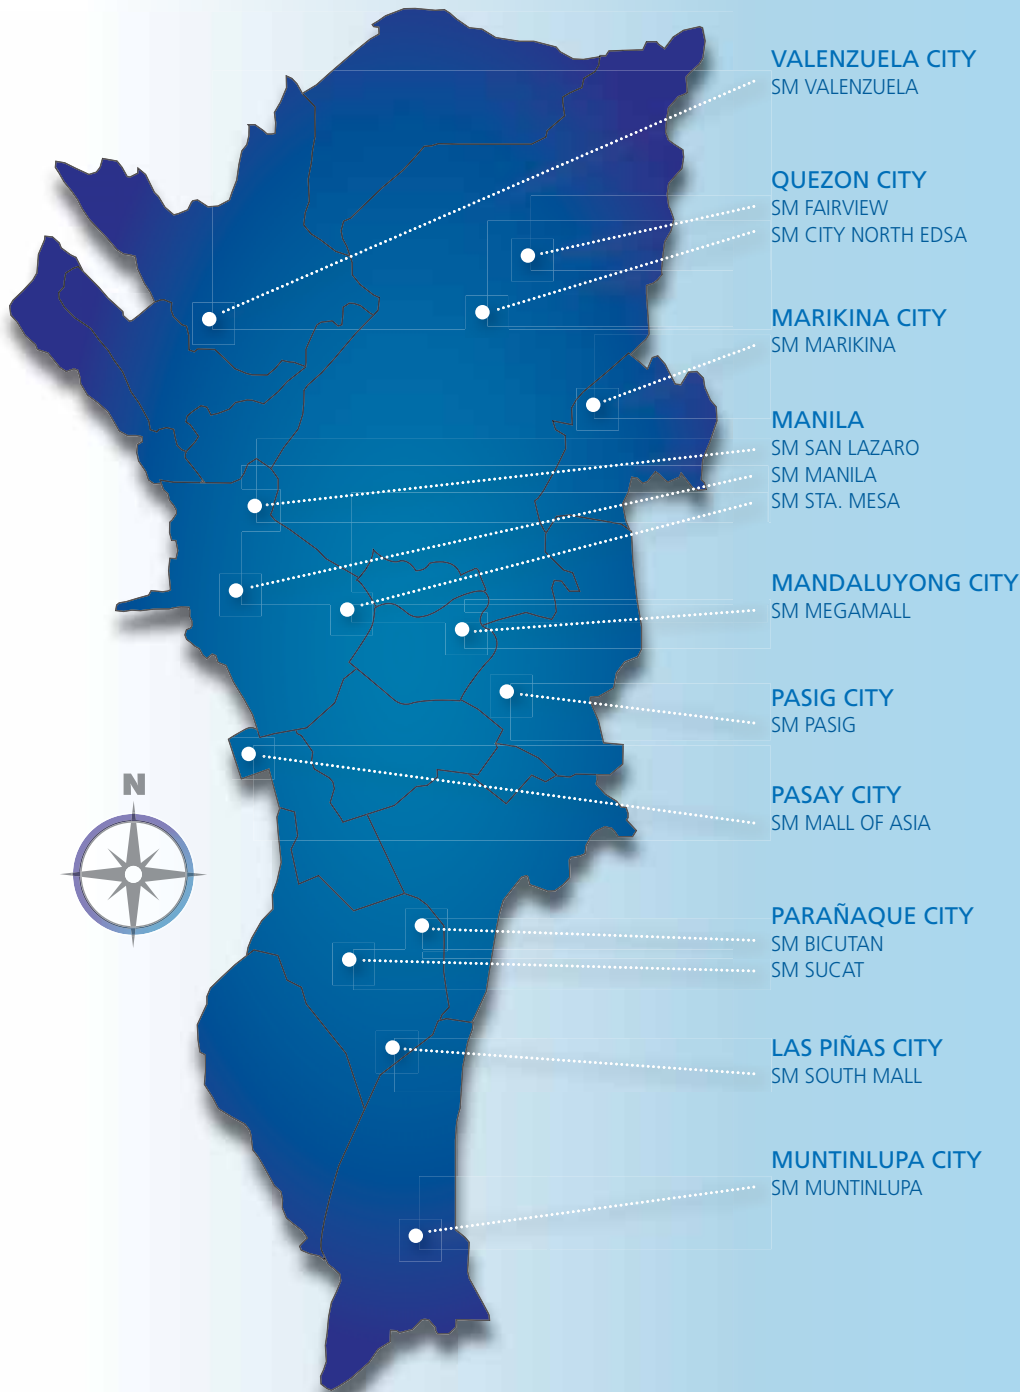 VALENZUELA CITY
SM VALENZUELA
QUEZON CITY
SM FAIRVIEW
SM CITY NORTH EDSA
MARIKINA CITY
SM MARIKINA
MANILA
SM SAN LAZARO
SM MANILA
SM STA. MESA
MANDALUYONG CITY
SM MEGAMALL
PASIG CITY
SM PASIG
N
PASAY CITY
SM MALL OF ASIA
PARAÑAQUE CITY
SM BICUTAN
SM SUCAT
LAS PIÑAS CITY
SM SOUTH MALL
MUNTINLUPA CITY
SM MUNTINLUPA